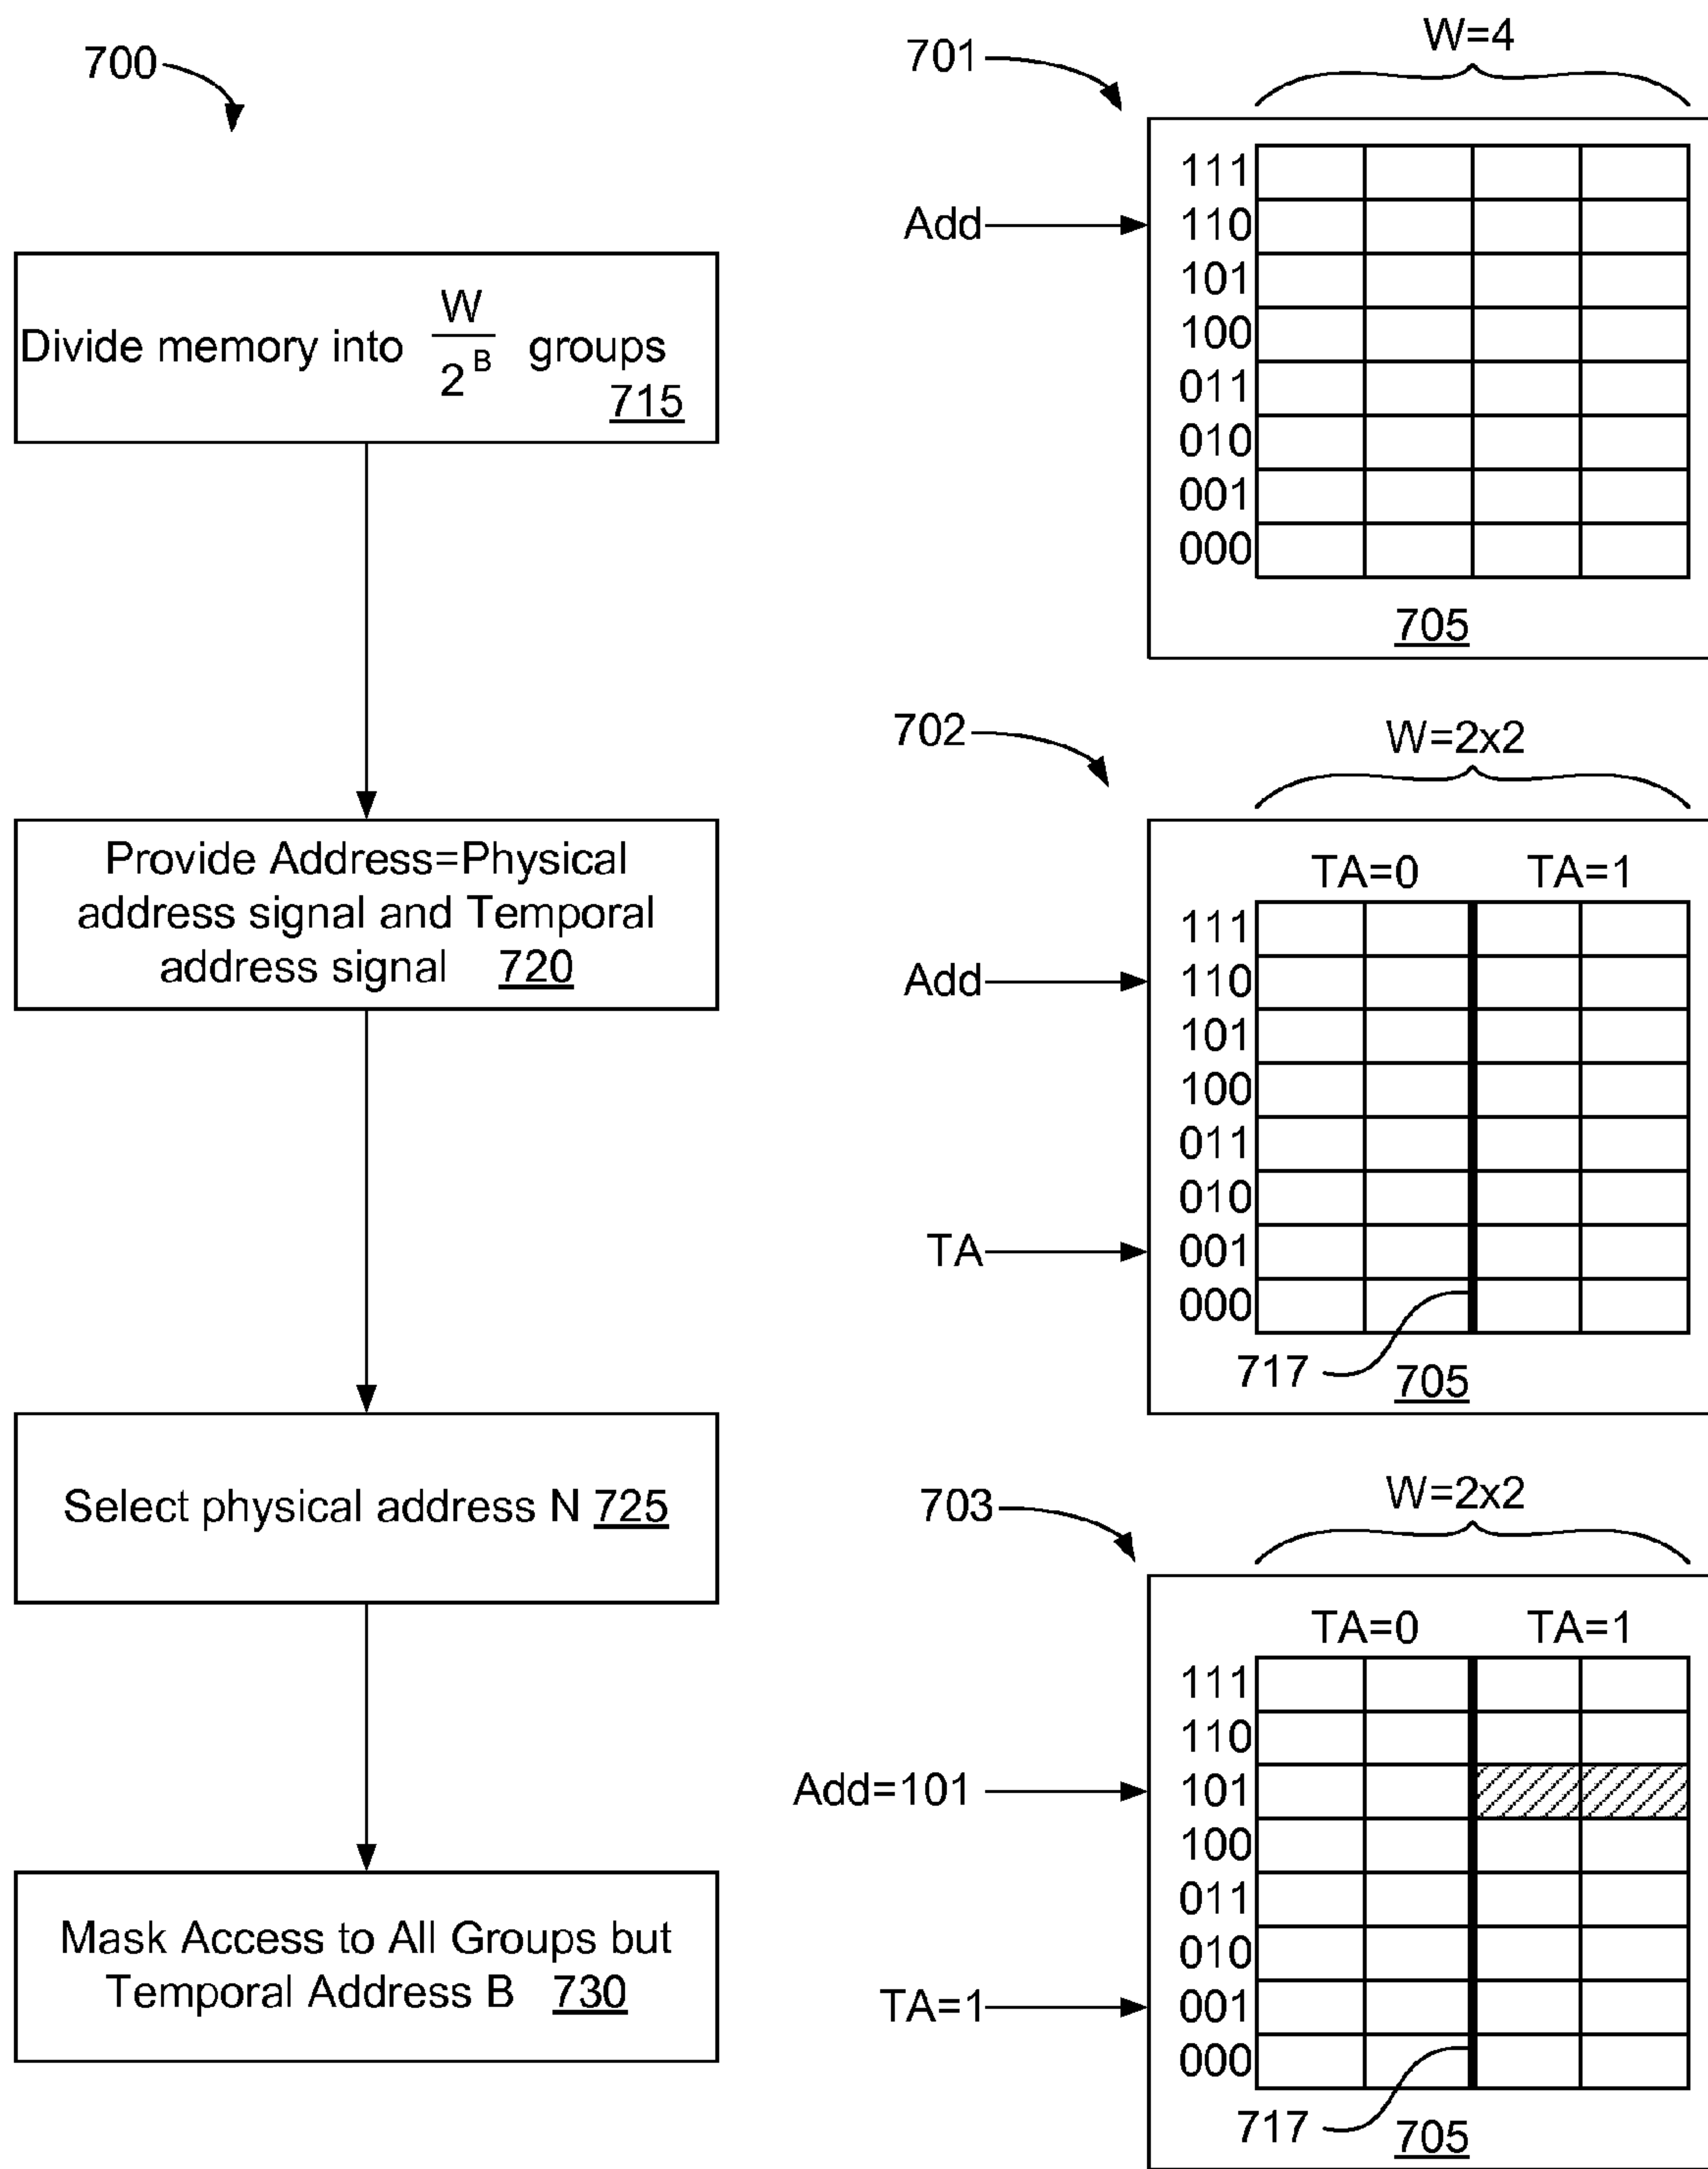 700
Divide memory into W/2^B groups
715
Provide Address=Physical
address signal and Temporal
address signal 720
Select physical address N 725
Mask Access to All Groups but
Temporal Address B 730
701
W=4
Add
111
110
101
100
011
010
001
000
705
702
W=2x2
TA=0 TA=1
Add
TA
111
110
101
100
011
010
001
000
717
705
703
W=2x2
TA=0 TA=1
Add=101
TA=1
111
110
101
100
011
010
001
000
717
705